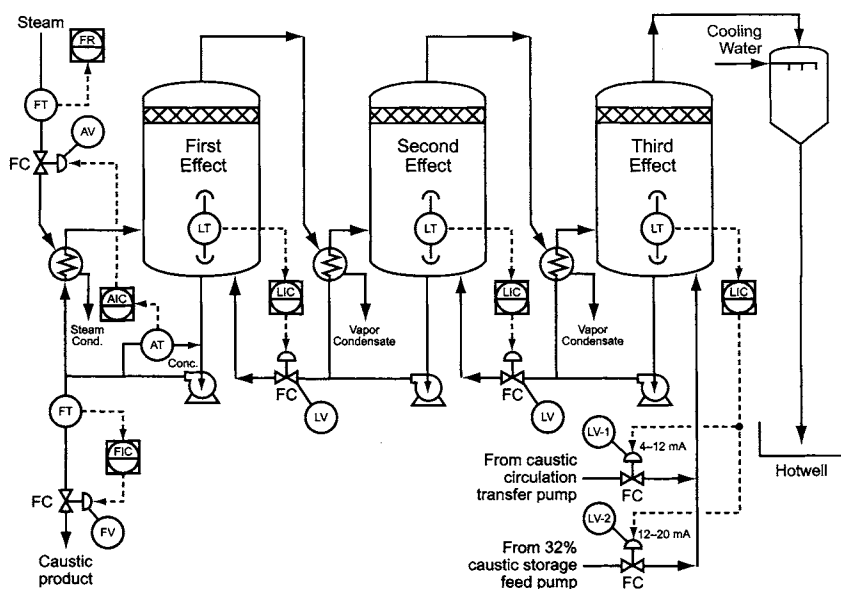 Steam
FR
FT
AV
FC
First
Effect
LT
LIC
AIC
AT
Steam
Cond.
Conc.
FT
FIC
FC
FV
Caustic
product
Second
Effect
LT
LIC
Vapor
Condensate
FC
LV
Third
Effect
LT
LIC
Vapor
Condensate
FC
LV
Cooling
Water
Hotwell
LV-1
4–12 mA
From caustic
circulation
transfer pump
FC
LV-2
12–20 mA
From 32%
caustic storage
feed pump
FC